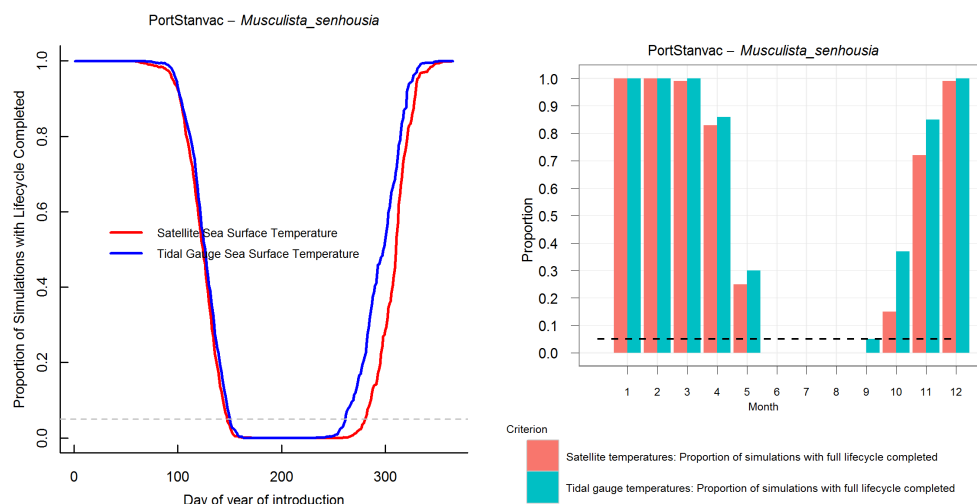 PortStanvac – Musculista_senhousia
Proportion of Simulations with Lifecycle Completed
1.0
0.8
0.6
0.4
0.2
0.0
Satellite Sea Surface Temperature
Tidal Gauge Sea Surface Temperature
0 100 200 300
Day of year of introduction
PortStanvac – Musculista_senhousia
Proportion
1.0
0.9
0.8
0.7
0.6
0.5
0.4
0.3
0.2
0.1
0.0
1 2 3 4 5 6 7 8 9 10 11 12
Month
Criterion
Satellite temperatures: Proportion of simulations with full lifecycle completed
Tidal gauge temperatures: Proportion of simulations with full lifecycle completed